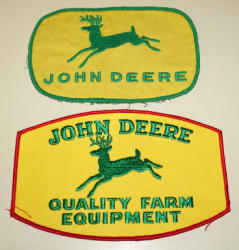 JOHN DEERE
JOHN DEERE
QUALITY FARM
EQUIPMENT